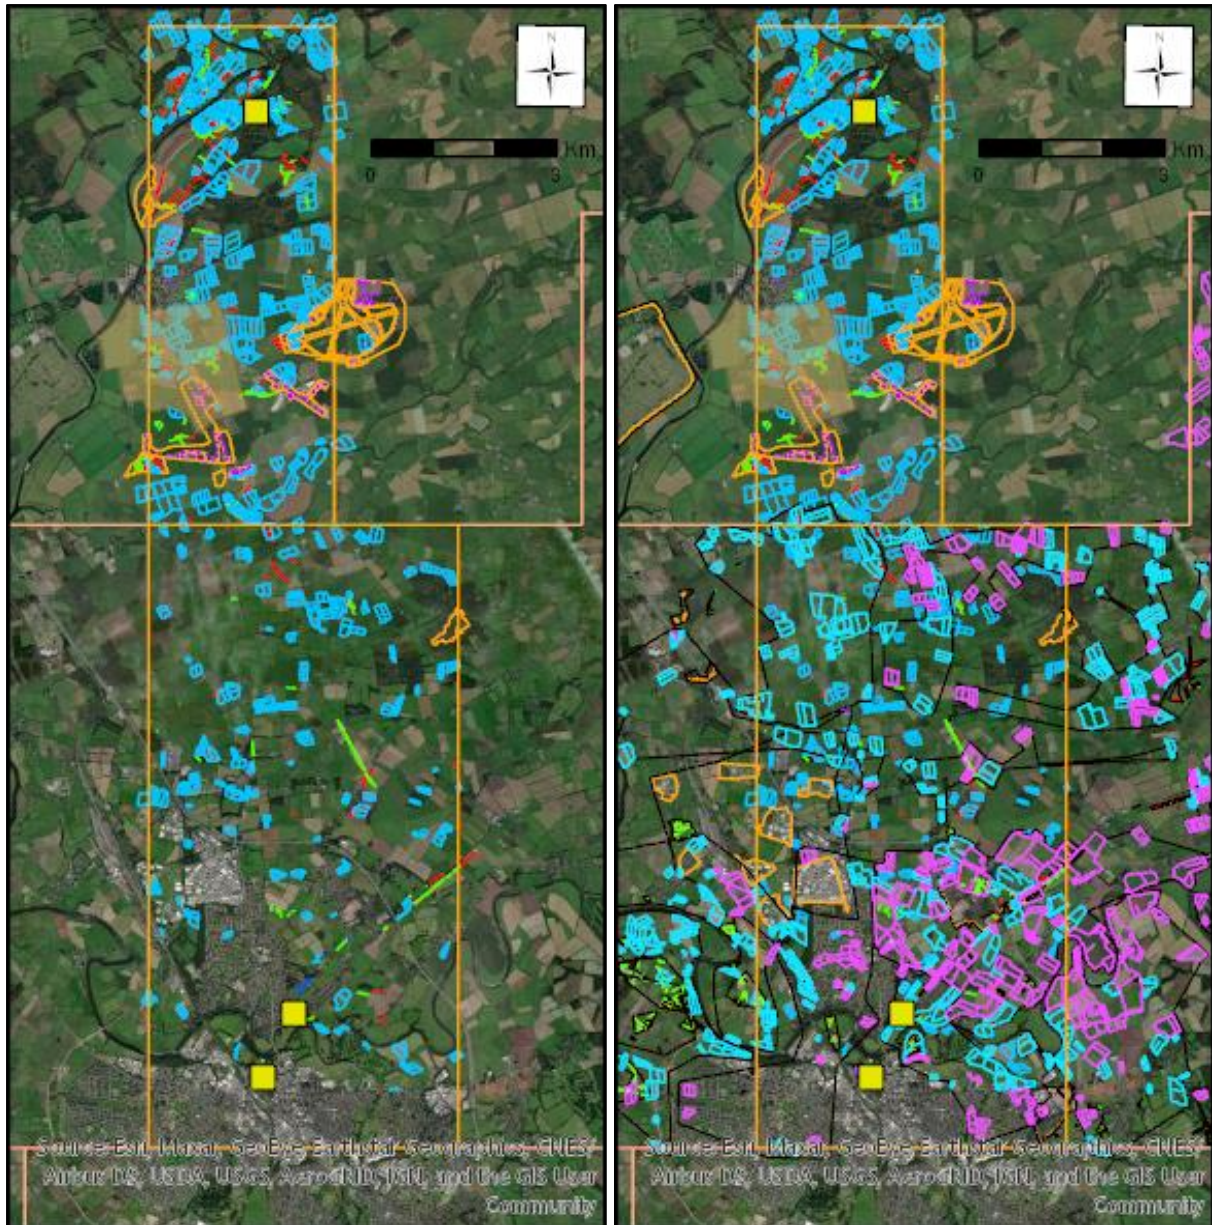 N
Km
0
3
Source: Esri, Maxar, GeoEye, Earthstar Geographics, CNES/
Airbus DS, USDA, USGS, AeroGRID, IGN, and the GIS User
Community
N
Km
0
3
Source: Esri, Maxar, GeoEye, Earthstar Geographics, CNES/
Airbus DS, USDA, USGS, AeroGRID, IGN, and the GIS User
Community